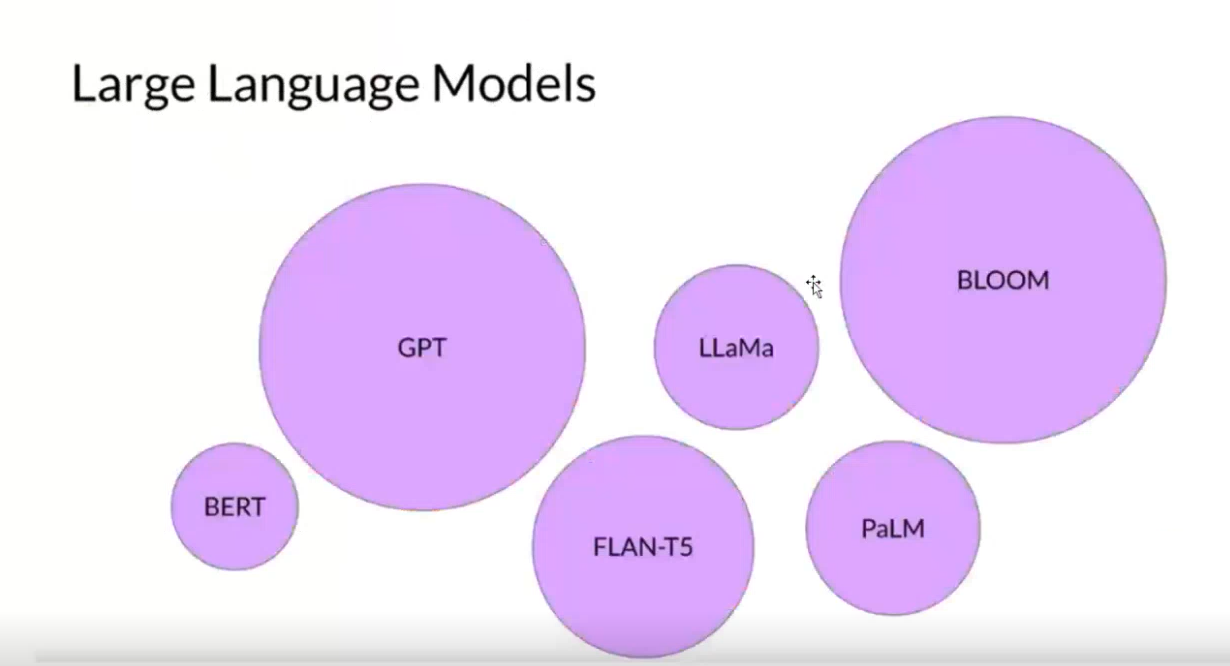 Large Language Models
BLOOM
GPT
LLaMa
BERT
FLAN-T5
PaLM